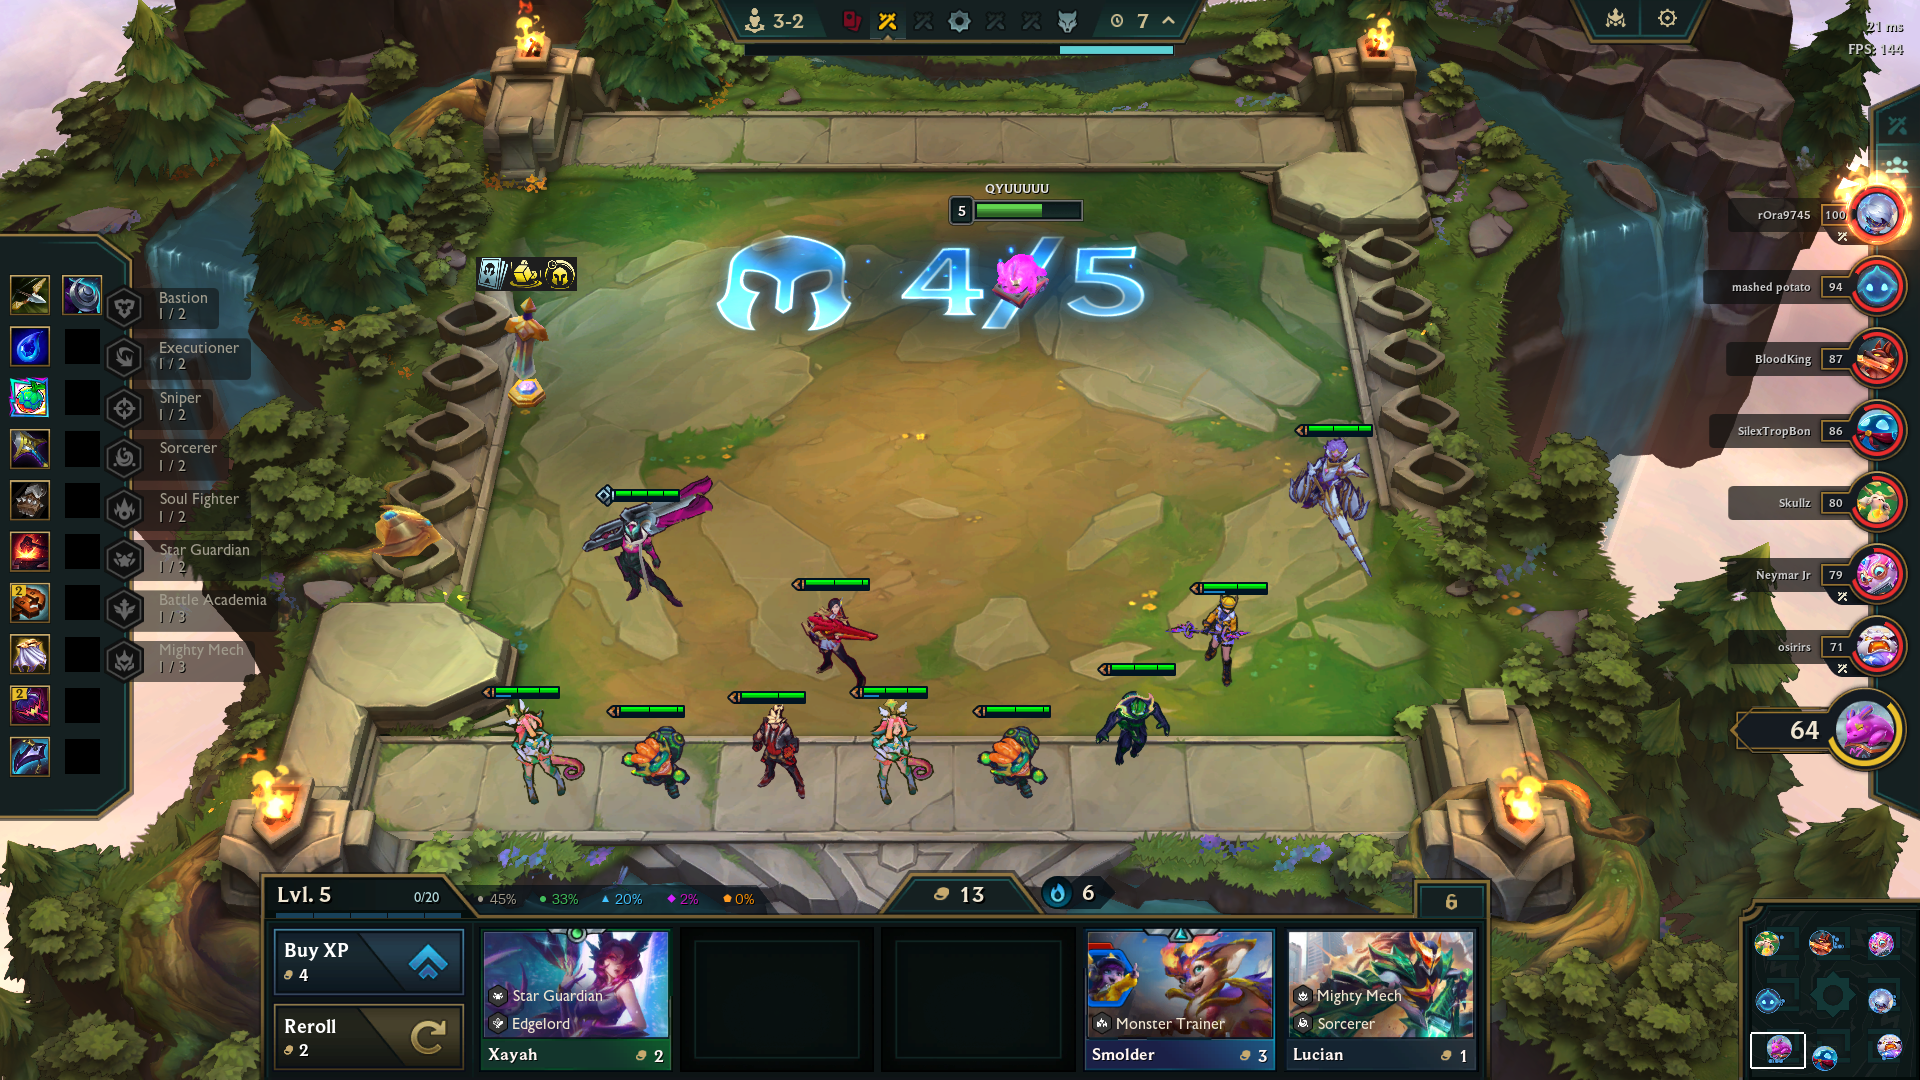 3-2
7
21 ms
FPS: 144
QYUUUUU
5
4/5
rOra9745
100
mashed potato
94
BloodKing
87
SilexTropBon
86
Skullz
80
Neymar Jr
79
osirirs
71
64
Bastion
1 / 2
Executioner
1 / 2
Sniper
1 / 2
Sorcerer
1 / 2
Soul Fighter
1 / 2
Star Guardian
1 / 2
Battle Academia
1 / 3
Mighty Mech
1 / 3
2
2
Lvl. 5
0/20
45%
33%
20%
2%
0%
13
6
6
Buy XP
4
Reroll
2
Star Guardian
Edgelord
Xayah
2
Monster Trainer
Smolder
3
Mighty Mech
Sorcerer
Lucian
1